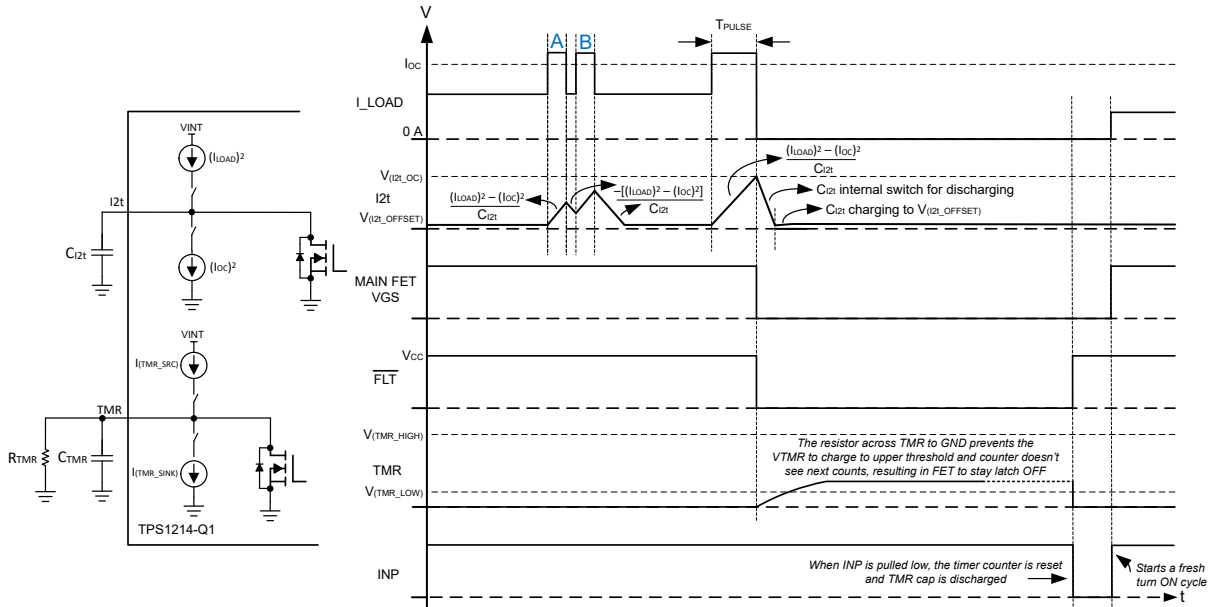 VINT
(ILOAD)²
I2t
CI2t
(IOC)²
VINT
I(TMR_SRC)
TMR
RTMR
CTMR
I(TMR_SINK)
TPS1214-Q1
V
A
B
TPULSE
IOC
I_LOAD
0 A
V(I2t_OC)
I2t
V(I2t_OFFSET)
(ILOAD)² – (IOC)²
CI2t
-[(ILOAD)² – (IOC)²]
CI2t
(ILOAD)² – (IOC)²
CI2t
CI2t internal switch for discharging
CI2t charging to V(I2t_OFFSET)
MAIN FET
VGS
VCC
FLT
V(TMR_HIGH)
TMR
V(TMR_LOW)
The resistor across TMR to GND prevents the
VTMR to charge to upper threshold and counter doesn't
see next counts, resulting in FET to stay latch OFF
INP
When INP is pulled low, the timer counter is reset
and TMR cap is discharged
Starts a fresh
turn ON cycle
t